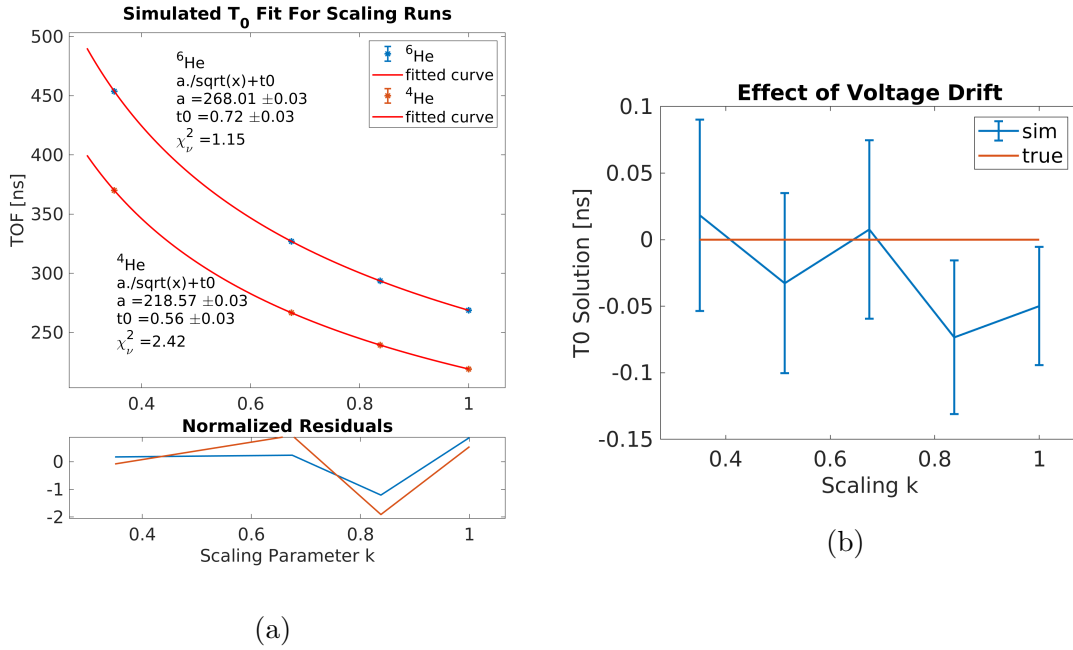 Simulated T0 Fit For Scaling Runs
500
450
400
350
300
250
TOF [ns]
6He
a./sqrt(x)+t0
a =268.01 ±0.03
t0 =0.72 ±0.03
χ2ν =1.15
6He
fitted curve
4He
fitted curve
4He
a./sqrt(x)+t0
a =218.57 ±0.03
t0 =0.56 ±0.03
χ2ν =2.42
0.4 0.6 0.8 1
Normalized Residuals
0
-1
-2
0.4 0.6 0.8 1
Scaling Parameter k
(a)
Effect of Voltage Drift
0.1
0.05
0
-0.05
-0.1
-0.15
T0 Solution [ns]
sim
true
0.4 0.6 0.8 1
Scaling k
(b)